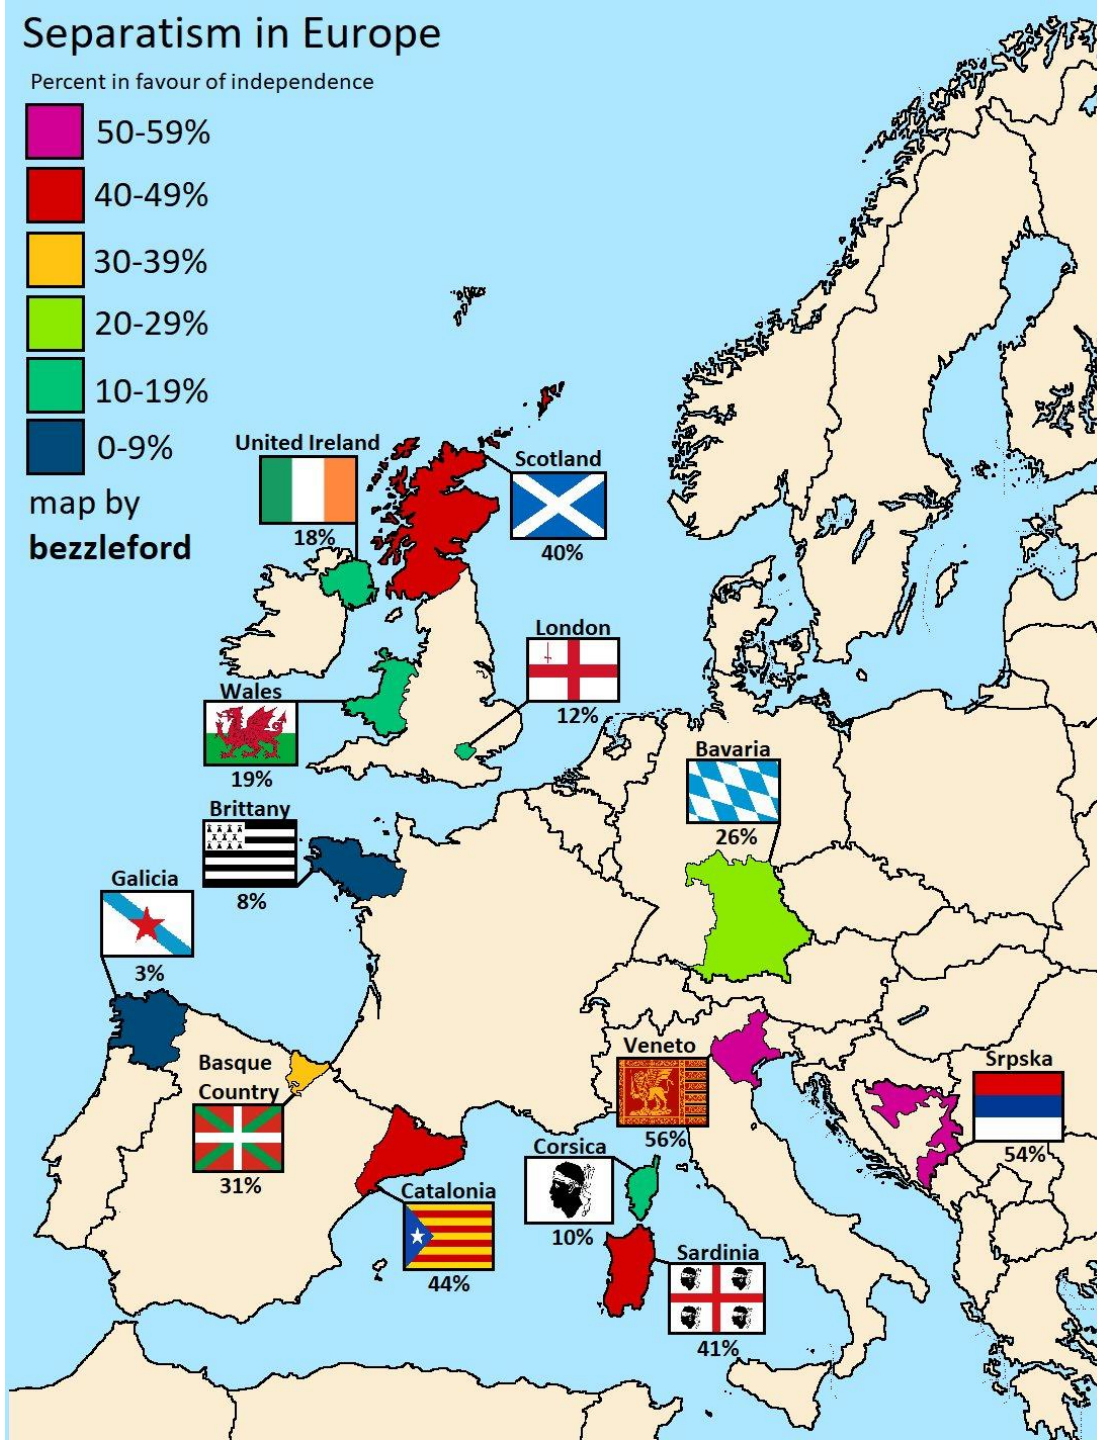 Separatism in Europe
Percent in favour of independence
50-59%
40-49%
30-39%
20-29%
10-19%
0-9%
map by
bezzleford
United Ireland
18%
Scotland
40%
London
12%
Wales
19%
Bavaria
26%
Brittany
8%
Galicia
3%
Basque
Country
31%
Veneto
56%
Srpska
54%
Corsica
10%
Catalonia
44%
Sardinia
41%